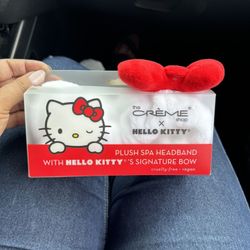 the
CRÈME
shop
x
HELLO KITTY
PLUSH SPA HEADBAND
WITH HELLO KITTY®'S SIGNATURE BOW
cruelty-free • vegan